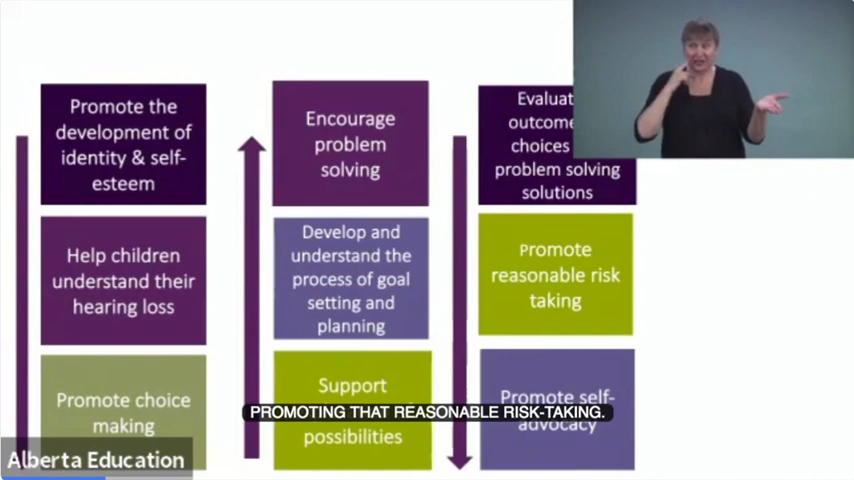 Promote the
development of
identity & self-
esteem
Help children
understand their
hearing loss
Promote choice
making
Encourage
problem
solving
Develop and
understand the
process of goal
setting and
planning
Support
possibilities
outcome
choices
problem solving
solutions
Promote
reasonable risk
taking
Promote self-
advocacy
PROMOTING THAT REASONABLE RISK-TAKING.
Alberta Education